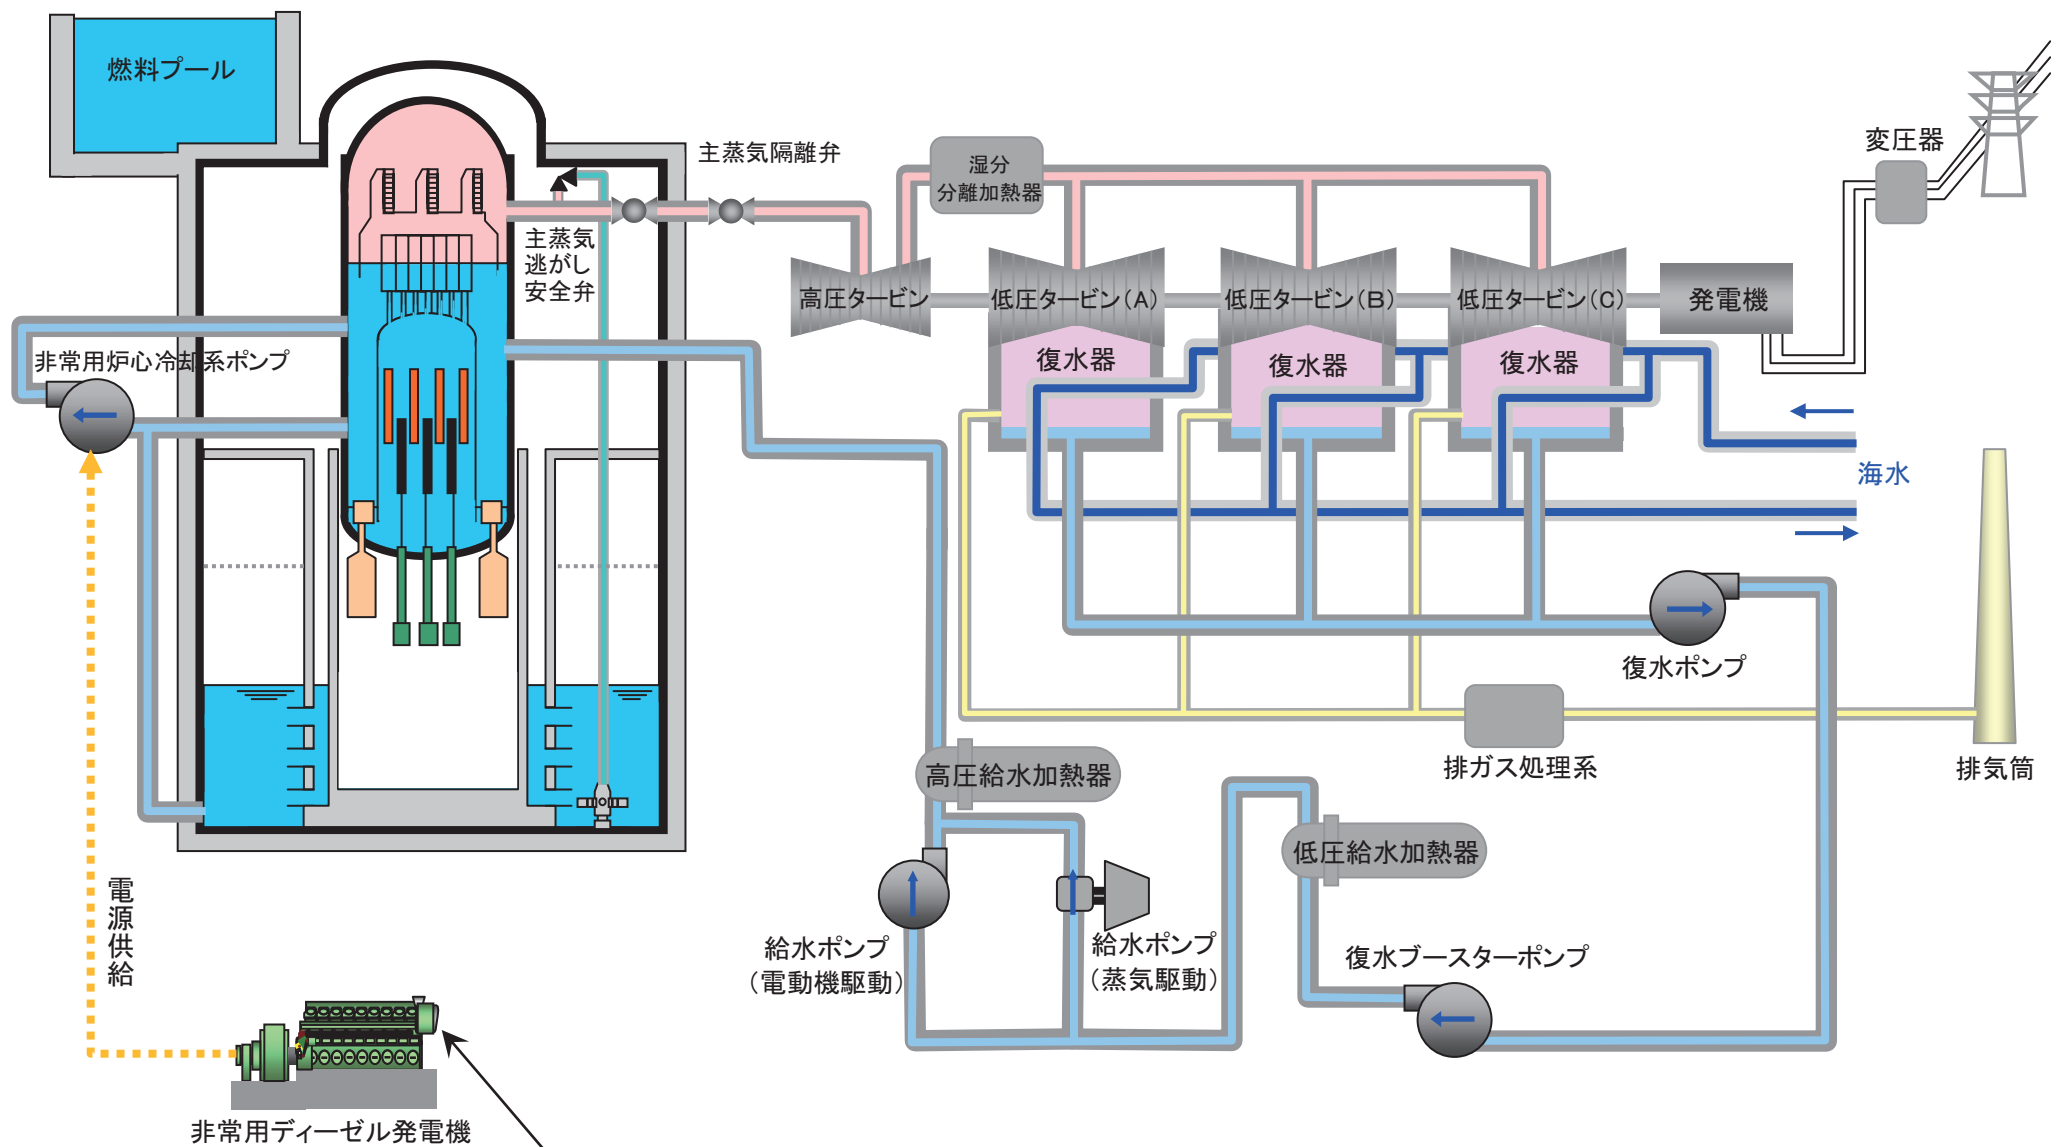 燃料プール
主蒸気隔離弁
湿分
分離加熱器
変圧器
主蒸気
逃がし
安全弁
高圧タービン
低圧タービン(A)
低圧タービン(B)
低圧タービン(C)
発電機
非常用炉心冷却系ポンプ
復水器
復水器
復水器
海水
復水ポンプ
排ガス処理系
排気筒
高圧給水加熱器
低圧給水加熱器
電源供給
給水ポンプ
(電動機駆動)
給水ポンプ
(蒸気駆動)
復水ブースターポンプ
非常用ディーゼル発電機